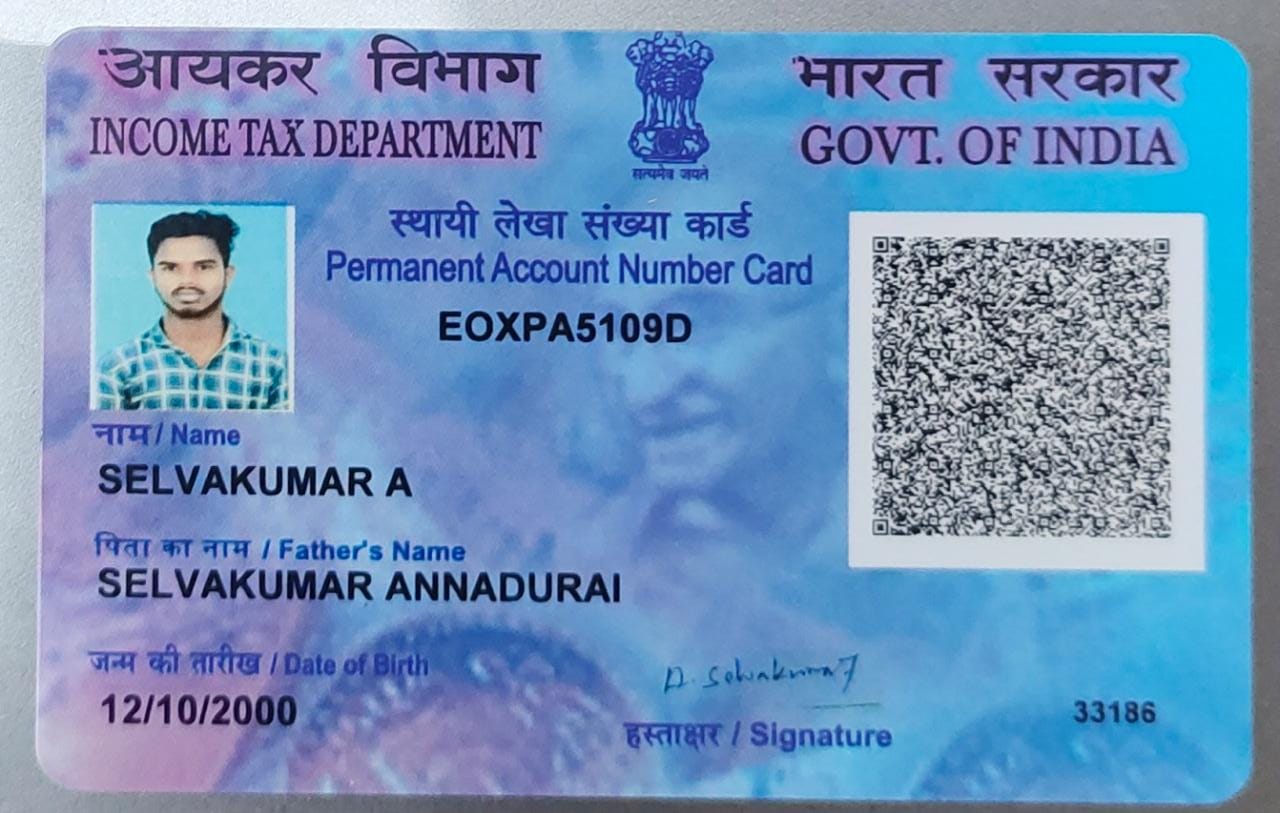 आयकर विभाग
INCOME TAX DEPARTMENT
सत्यमेव जयते
भारत सरकार
GOVT. OF INDIA
स्थायी लेखा संख्या कार्ड
Permanent Account Number Card
EOXPA5109D
नाम / Name
SELVAKUMAR A
पिता का नाम / Father's Name
SELVAKUMAR ANNADURAI
जन्म की तारीख / Date of Birth
12/10/2000
A. Selvakumar
हस्ताक्षर / Signature
33186